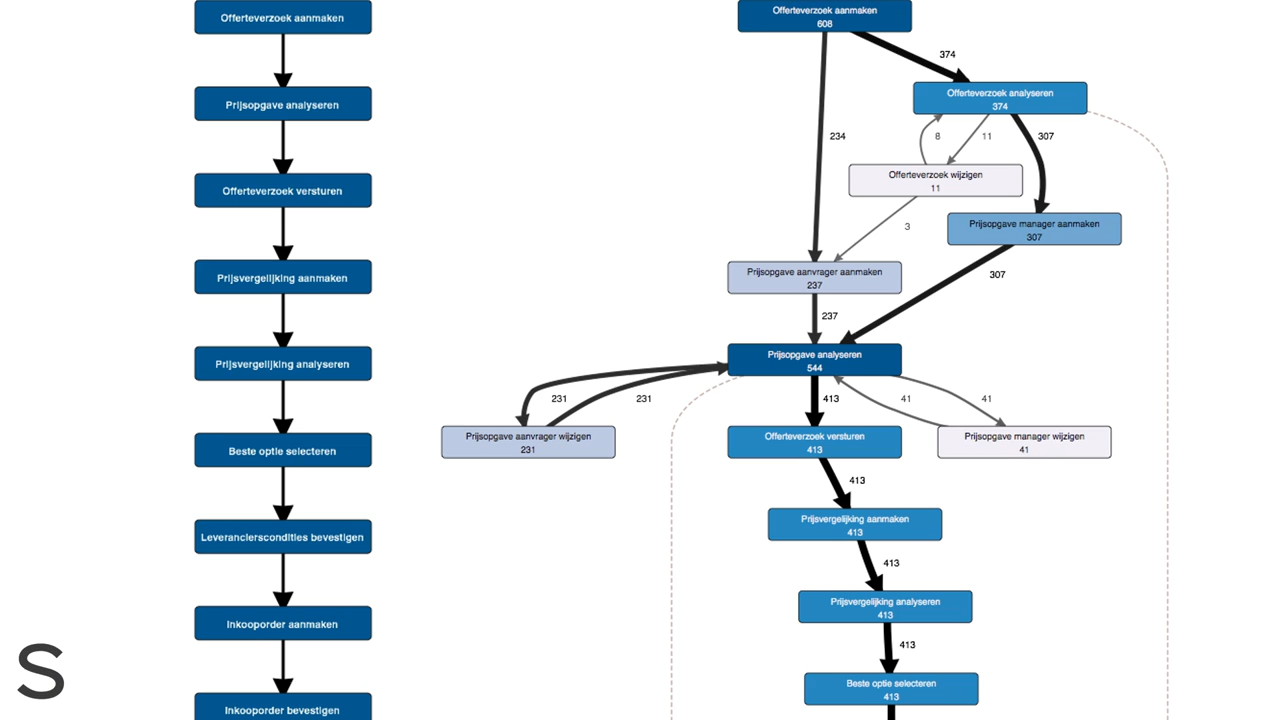 Offerteverzoek aanmaken
Prijsopgave analyseren
Offerteverzoek versturen
Prijsvergelijking aanmaken
Prijsvergelijking analyseren
Beste optie selecteren
Leverancierscondities bevestigen
Inkooporder aanmaken
Inkooporder bevestigen
S
Offerteverzoek aanmaken
608
374
Offerteverzoek analyseren
374
234
8
11
307
Offerteverzoek wijzigen
11
3
Prijsopgave manager aanmaken
307
Prijsopgave aanvrager aanmaken
237
307
237
Prijsopgave analyseren
544
231
231
413
41
41
Prijsopgave aanvrager wijzigen
231
Offerteverzoek versturen
413
Prijsopgave manager wijzigen
41
413
Prijsvergelijking aanmaken
413
413
Prijsvergelijking analyseren
413
413
Beste optie selecteren
413